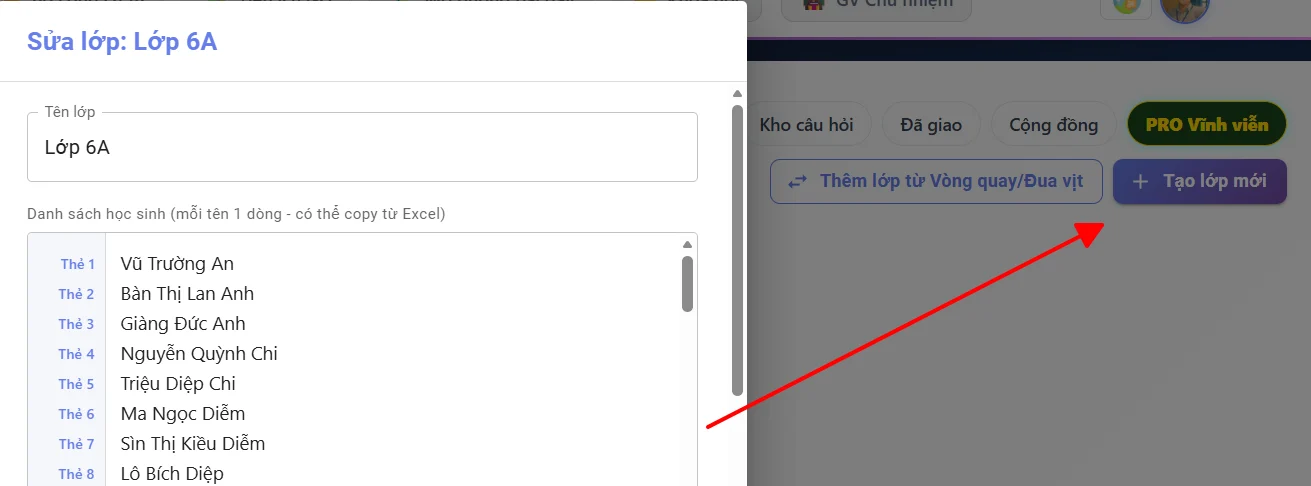 GV Chủ nhiệm
Sửa lớp: Lớp 6A
Tên lớp
Lớp 6A
Danh sách học sinh (mỗi tên 1 dòng - có thể copy từ Excel)
Thẻ 1 Vũ Trường An
Thẻ 2 Bàn Thị Lan Anh
Thẻ 3 Giàng Đức Anh
Thẻ 4 Nguyễn Quỳnh Chi
Thẻ 5 Triệu Diệp Chi
Thẻ 6 Ma Ngọc Diễm
Thẻ 7 Sìn Thị Kiều Diễm
Thẻ 8 Lô Bích Diệp
Kho câu hỏi
Đã giao
Cộng đồng
PRO Vĩnh viễn
Thêm lớp từ Vòng quay/Đua vịt
+ Tạo lớp mới